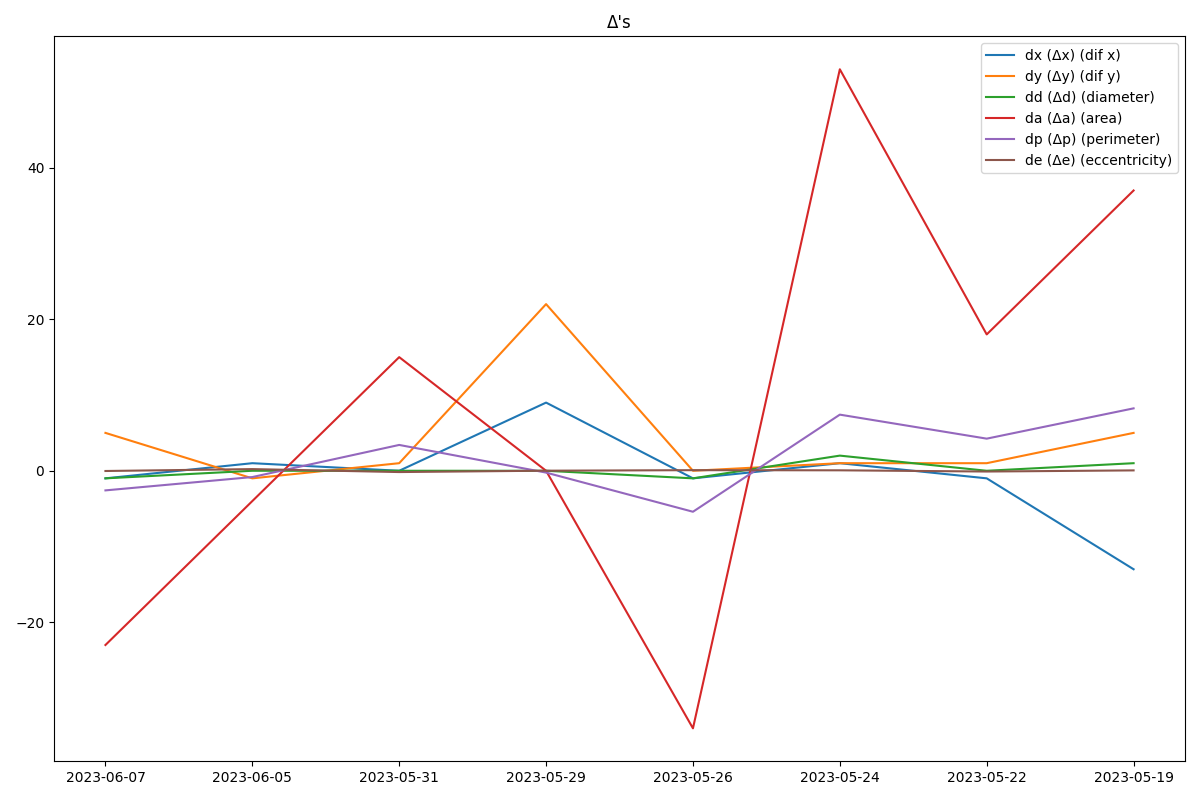 Δ's
dx (Δx) (dif x)
dy (Δy) (dif y)
dd (Δd) (diameter)
da (Δa) (area)
dp (Δp) (perimeter)
de (Δe) (eccentricity)
40
20
0
−20
2023-06-07 2023-06-05 2023-05-31 2023-05-29 2023-05-26 2023-05-24 2023-05-22 2023-05-19